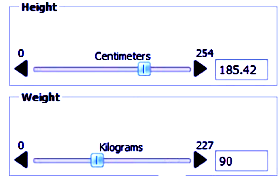 Height
0 Centimeters 254
185.42
Weight
0 Kilograms 227
90